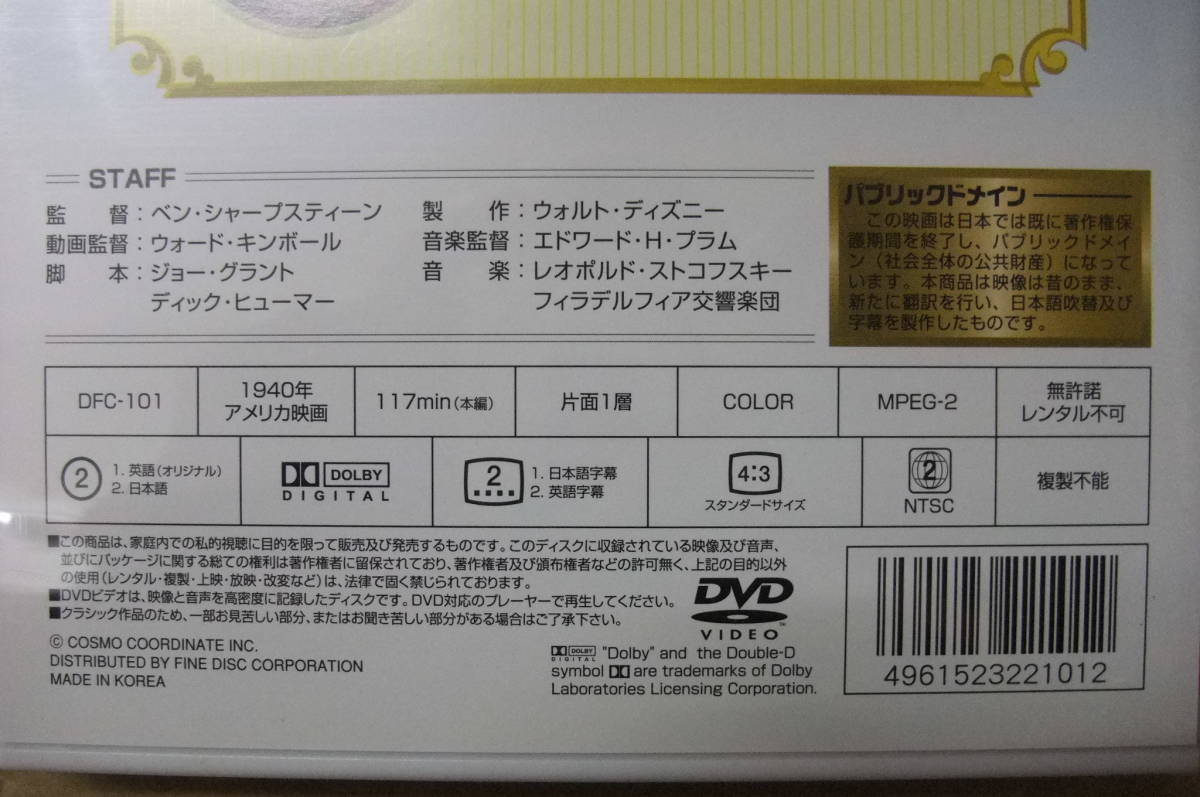 STAFF
監　督：ベン・シャープスティーン
動画監督：ウォード・キンボール
脚　本：ジョー・グラント
ディック・ヒューマー
製　作：ウォルト・ディズニー
音楽監督：エドワード・H・プラム
音　楽：レオポルド・ストコフスキー
フィラデルフィア交響楽団
パブリックドメイン
この映画は日本では既に著作権保
護期間を終了し、パブリックドメイ
ン（社会全体の公共財産）になって
います。本商品は映像は昔のまま、
新たに翻訳を行い、日本語吹替及び
字幕を製作したものです。
DFC-101
1940年
アメリカ映画
117min（本編）
片面1層
COLOR
MPEG-2
無許諾
レンタル不可
2
1. 英語（オリジナル）
2. 日本語
DOLBY
DIGITAL
2
1. 日本語字幕
2. 英語字幕
4:3
スタンダードサイズ
2
NTSC
複製不能
■この商品は、家庭内での私的視聴に目的を限って販売及び発売するものです。このディスクに収録されている映像及び音声、
並びにパッケージに関する総ての権利は著作権者に留保されており、著作権者及び頒布権者などの許可無く、上記の目的以外
の使用（レンタル・複製・上映・放映・改変など）は、法律で固く禁じられております。
■DVDビデオは、映像と音声を高密度に記録したディスクです。DVD対応のプレーヤーで再生してください。
■クラシック作品のため、一部お見苦しい部分、またはお聞き苦しい部分がある場合はご了承下さい。
© COSMO COORDINATE INC.
DISTRIBUTED BY FINE DISC CORPORATION
MADE IN KOREA
DVD
VIDEO
DOLBY
DIGITAL
"Dolby" and the Double-D
symbol are trademarks of Dolby
Laboratories Licensing Corporation.
4961523221012